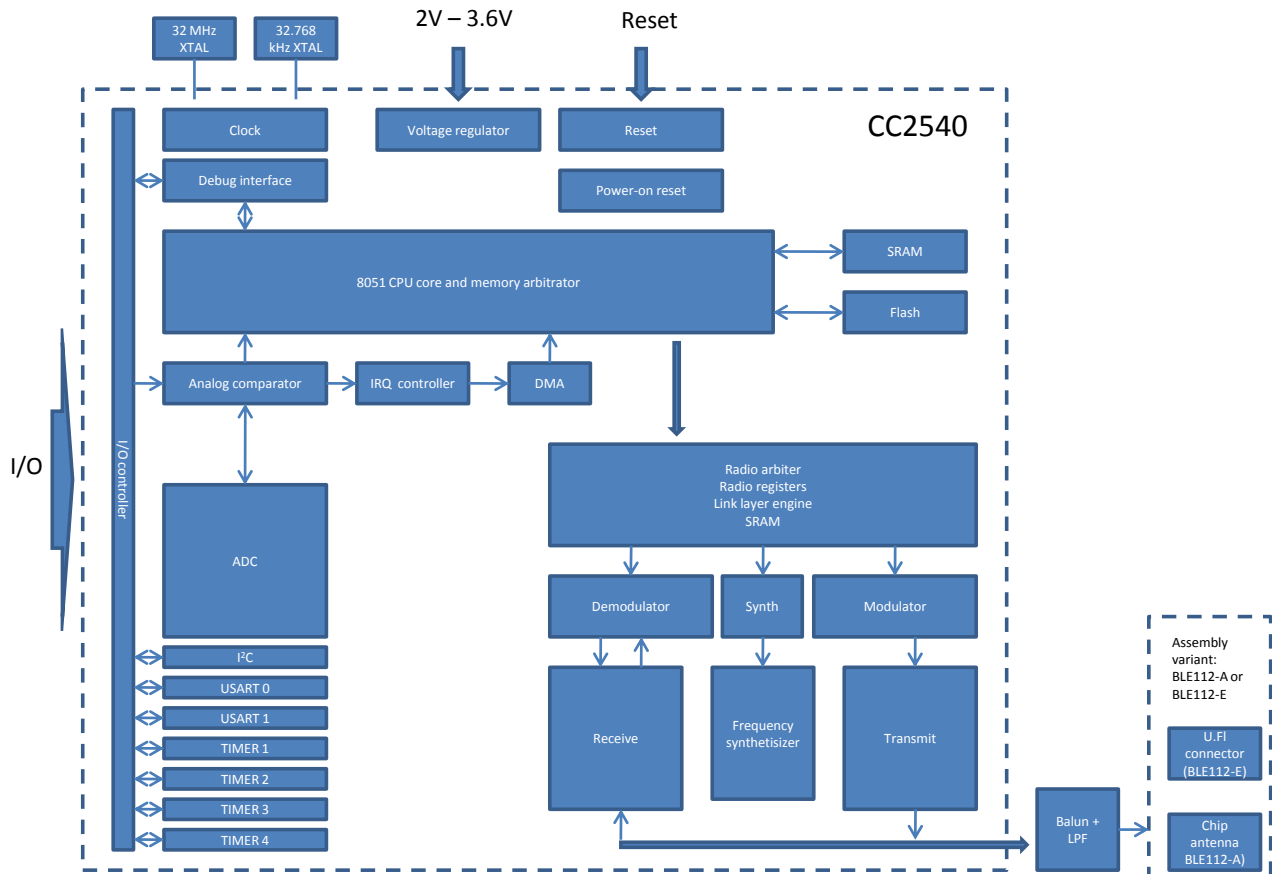 32 MHz
XTAL
32.768
kHz XTAL
2V – 3.6V
Reset
Clock
Voltage regulator
Reset
CC2540
Debug interface
Power-on reset
8051 CPU core and memory arbitrator
SRAM
Flash
Analog comparator
IRQ controller
DMA
I/O
I/O controller
Radio arbiter
Radio registers
Link layer engine
SRAM
ADC
Demodulator
Synth
Modulator
I²C
USART 0
USART 1
TIMER 1
TIMER 2
TIMER 3
TIMER 4
Receive
Frequency
synthetisizer
Transmit
Balun +
LPF
Assembly
variant:
BLE112-A or
BLE112-E
U.Fl
connector
(BLE112-E)
Chip
antenna
BLE112-A)